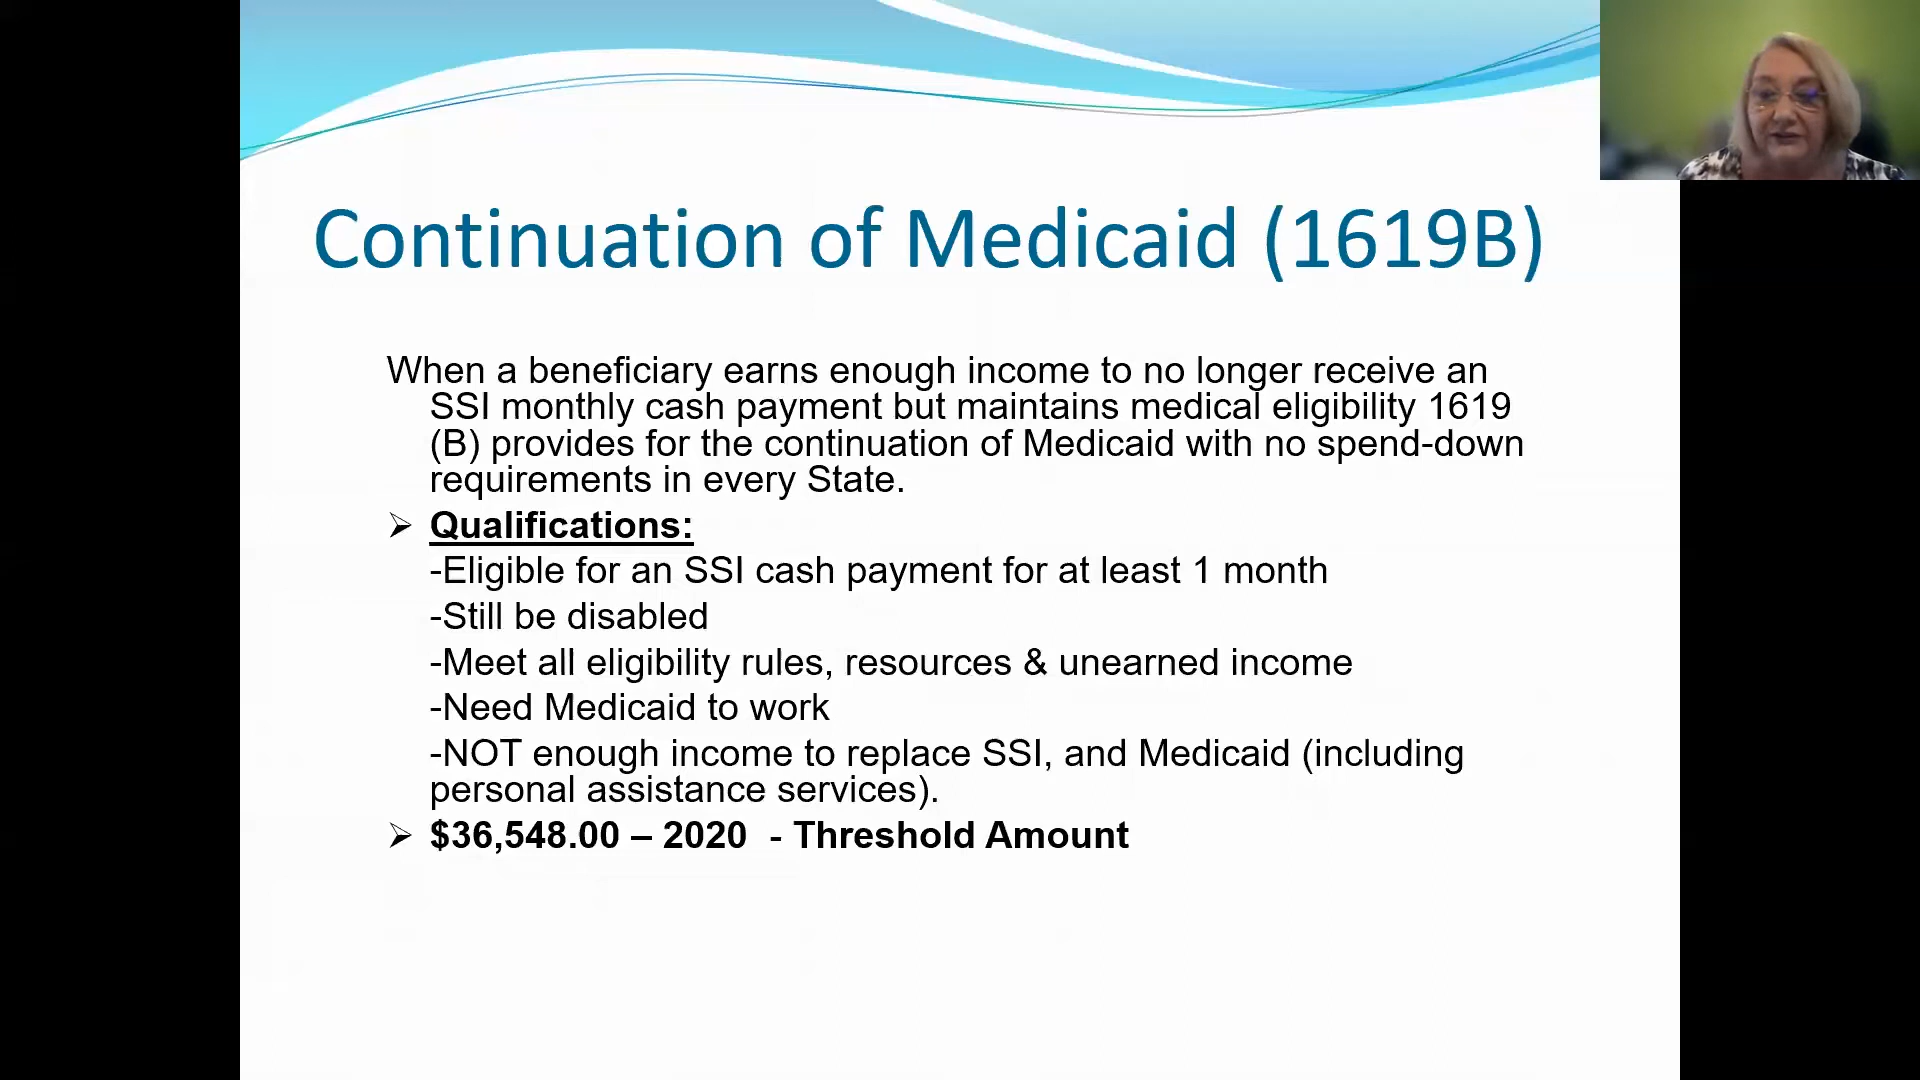 Continuation of Medicaid (1619B)
When a beneficiary earns enough income to no longer receive an
SSI monthly cash payment but maintains medical eligibility 1619
(B) provides for the continuation of Medicaid with no spend-down
requirements in every State.
➢ Qualifications:
-Eligible for an SSI cash payment for at least 1 month
-Still be disabled
-Meet all eligibility rules, resources & unearned income
-Need Medicaid to work
-NOT enough income to replace SSI, and Medicaid (including
personal assistance services).
➢ $36,548.00 – 2020 - Threshold Amount